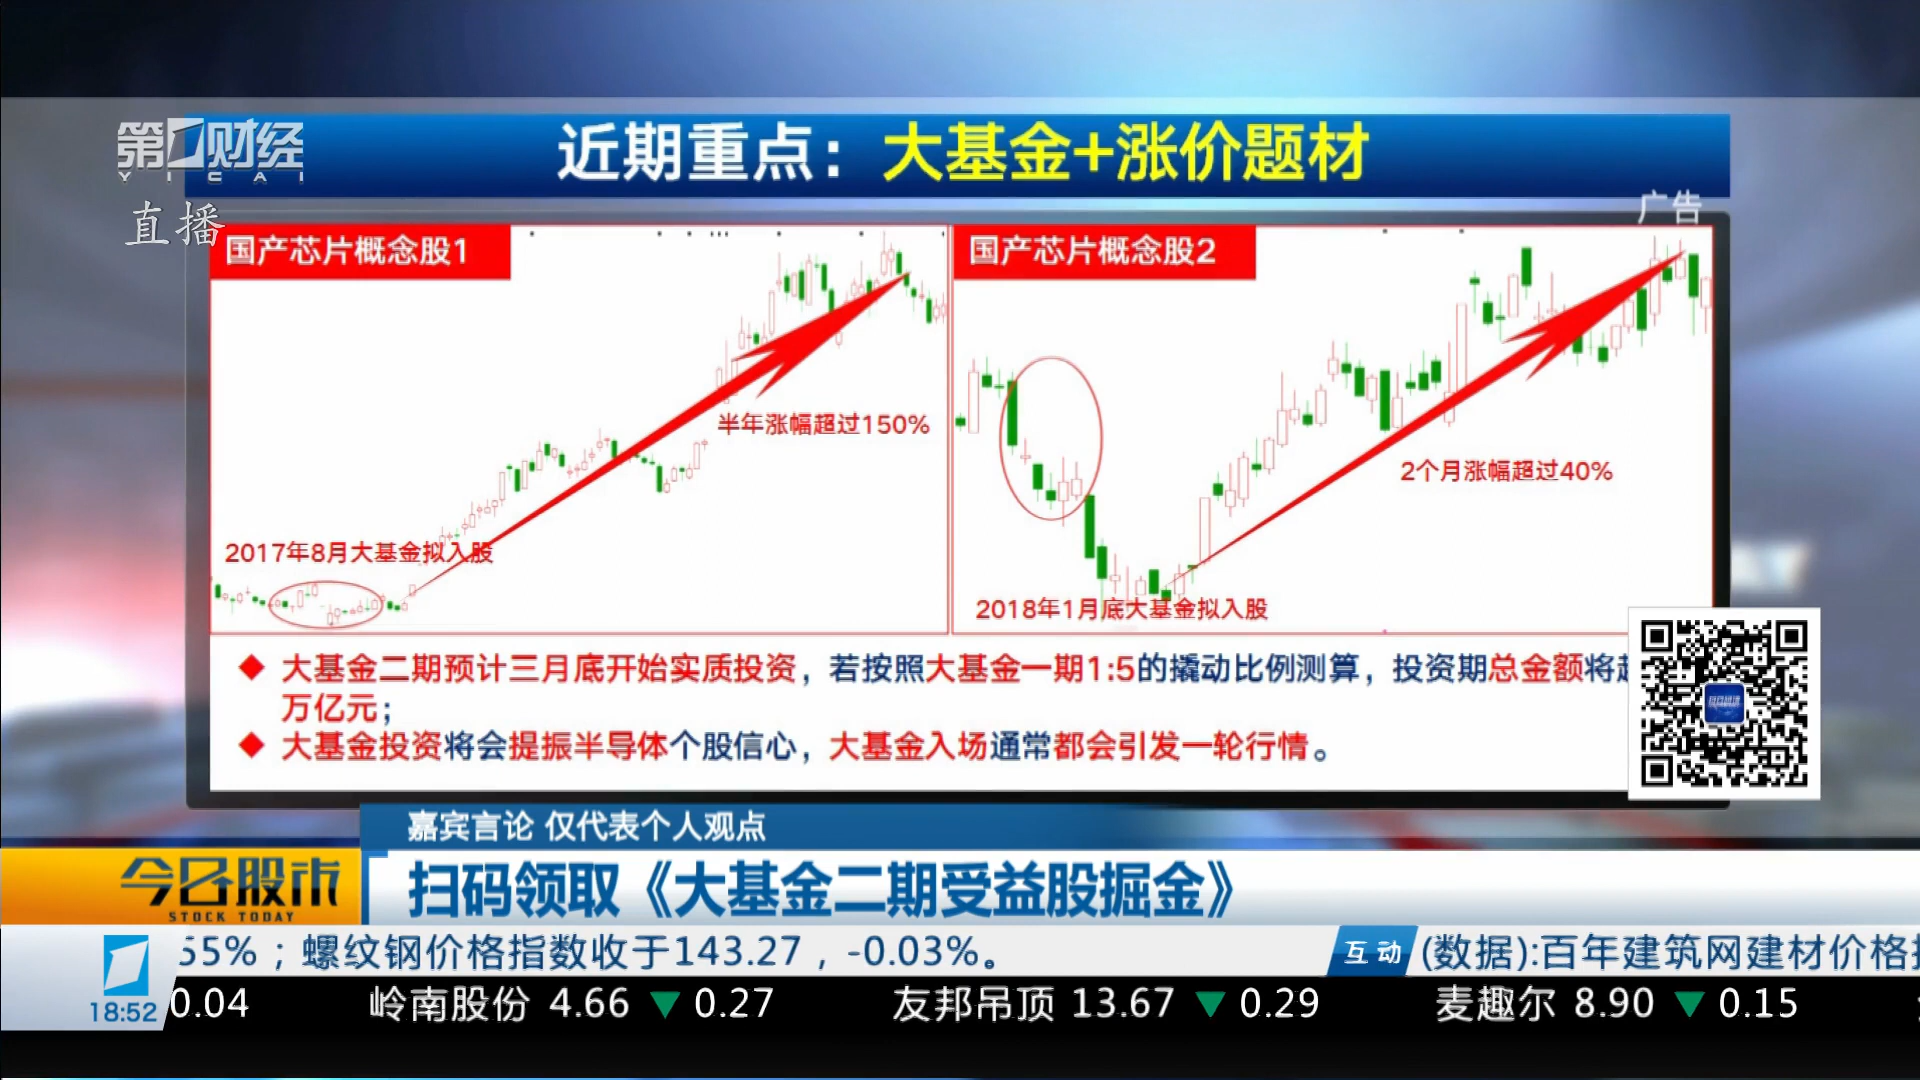 近期重点：大基金+涨价题材
第1财经
YICAI
直播
广告
国产芯片概念股1
国产芯片概念股2
半年涨幅超过150%
2个月涨幅超过40%
2017年8月大基金拟入股
2018年1月底大基金拟入股
◆ 大基金二期预计三月底开始实质投资，若按照大基金一期1:5的撬动比例测算，投资期总金额将
万亿元；
◆ 大基金投资将会提振半导体个股信心，大基金入场通常都会引发一轮行情。
嘉宾言论 仅代表个人观点
今日股市
STOCK TODAY
扫码领取《大基金二期受益股掘金》
55%；螺纹钢价格指数收于143.27，-0.03%。
互动
(数据):百年建筑网建材价格
18:52
0.04 岭南股份 4.66 ▼ 0.27 友邦吊顶 13.67 ▼ 0.29 麦趣尔 8.90 ▼ 0.15